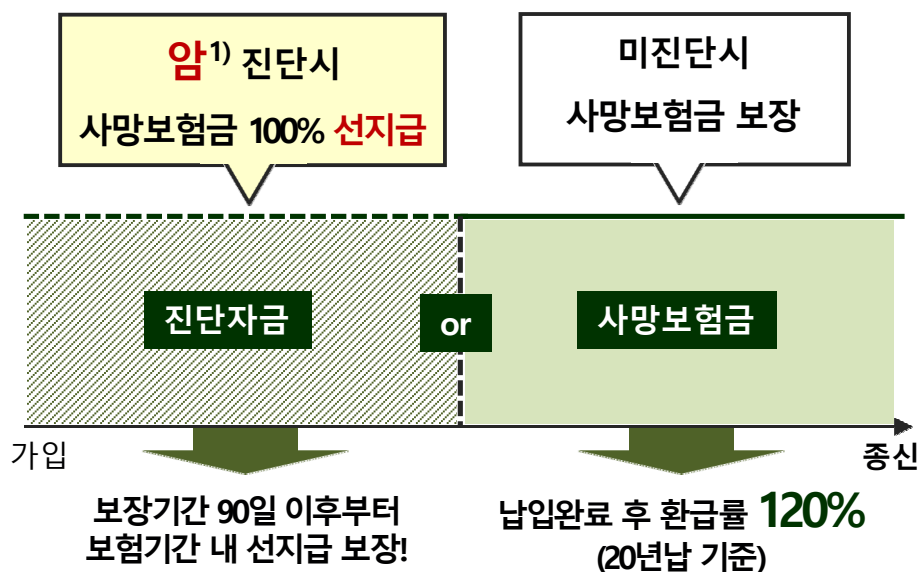 암1) 진단시
사망보험금 100% 선지급
미진단시
사망보험금 보장
진단자금
or
사망보험금
가입
종신
보장기간 90일 이후부터
보험기간 내 선지급 보장!
납입완료 후 환급률 120%
(20년납 기준)